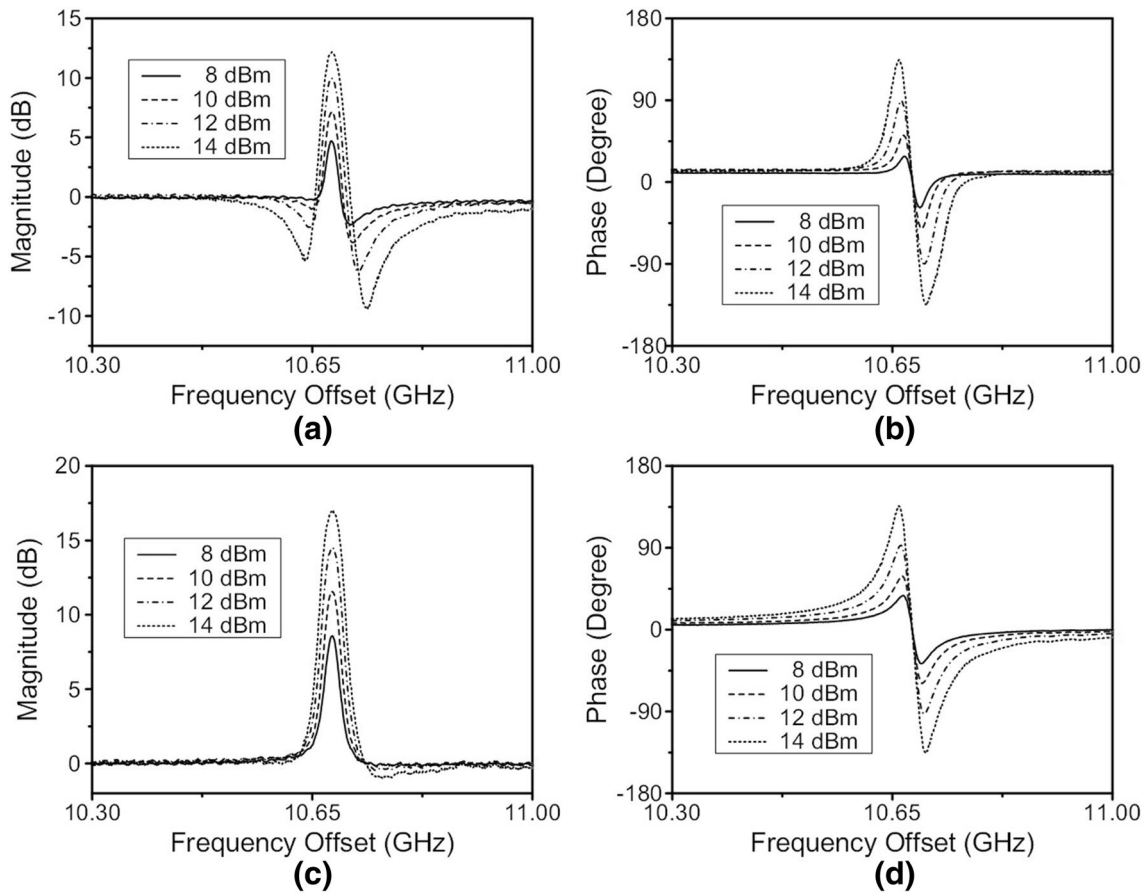 15
10
5
0
-5
-10
Magnitude (dB)
8 dBm
10 dBm
12 dBm
14 dBm
10.30
10.65
11.00
Frequency Offset (GHz)
(a)
180
90
0
-90
-180
Phase (Degree)
8 dBm
10 dBm
12 dBm
14 dBm
10.30
10.65
11.00
Frequency Offset (GHz)
(b)
20
15
10
5
0
Magnitude (dB)
8 dBm
10 dBm
12 dBm
14 dBm
10.30
10.65
11.00
Frequency Offset (GHz)
(c)
180
90
0
-90
-180
Phase (Degree)
8 dBm
10 dBm
12 dBm
14 dBm
10.30
10.65
11.00
Frequency Offset (GHz)
(d)